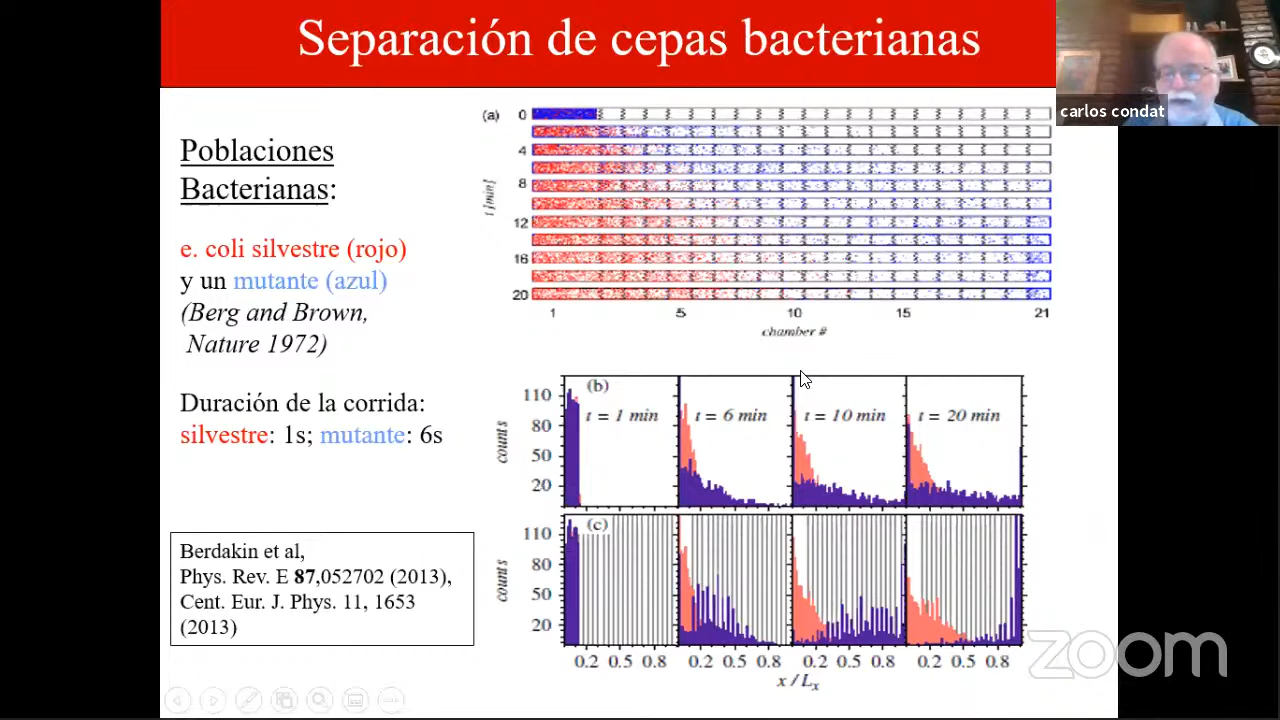 Separación de cepas bacterianas
carlos condat
Poblaciones
Bacterianas:
e. coli silvestre (rojo)
y un mutante (azul)
(Berg and Brown,
Nature 1972)
Duración de la corrida:
silvestre: 1s; mutante: 6s
Berdakin et al,
Phys. Rev. E 87,052702 (2013),
Cent. Eur. J. Phys. 11, 1653
(2013)
(a)
0
4
8
12
16
20
t [min]
1 5 10 15 21
chamber #
(b)
t = 1 min t = 6 min t = 10 min t = 20 min
110
80
50
20
counts
(c)
110
80
50
20
counts
0.2 0.5 0.8 0.2 0.5 0.8 0.2 0.5 0.8 0.2 0.5 0.8
x / Lx
zoom